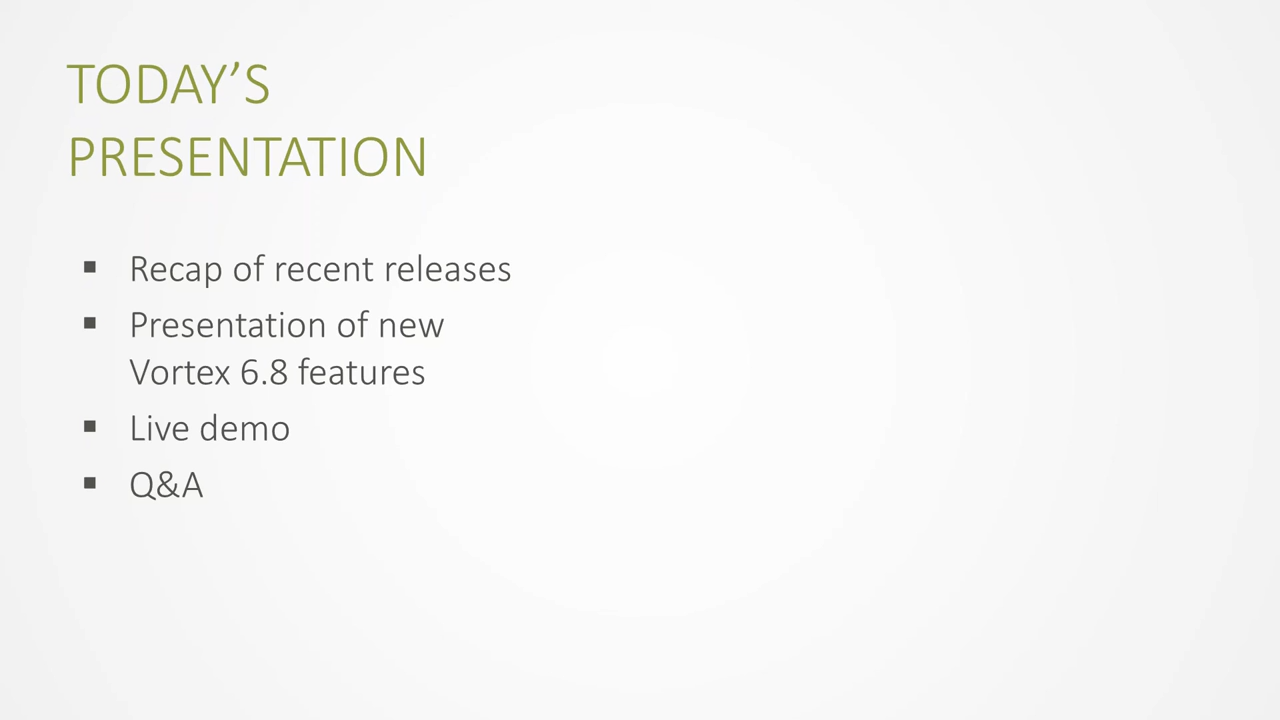 TODAY’S
PRESENTATION
▪ Recap of recent releases
▪ Presentation of new
Vortex 6.8 features
▪ Live demo
▪ Q&A